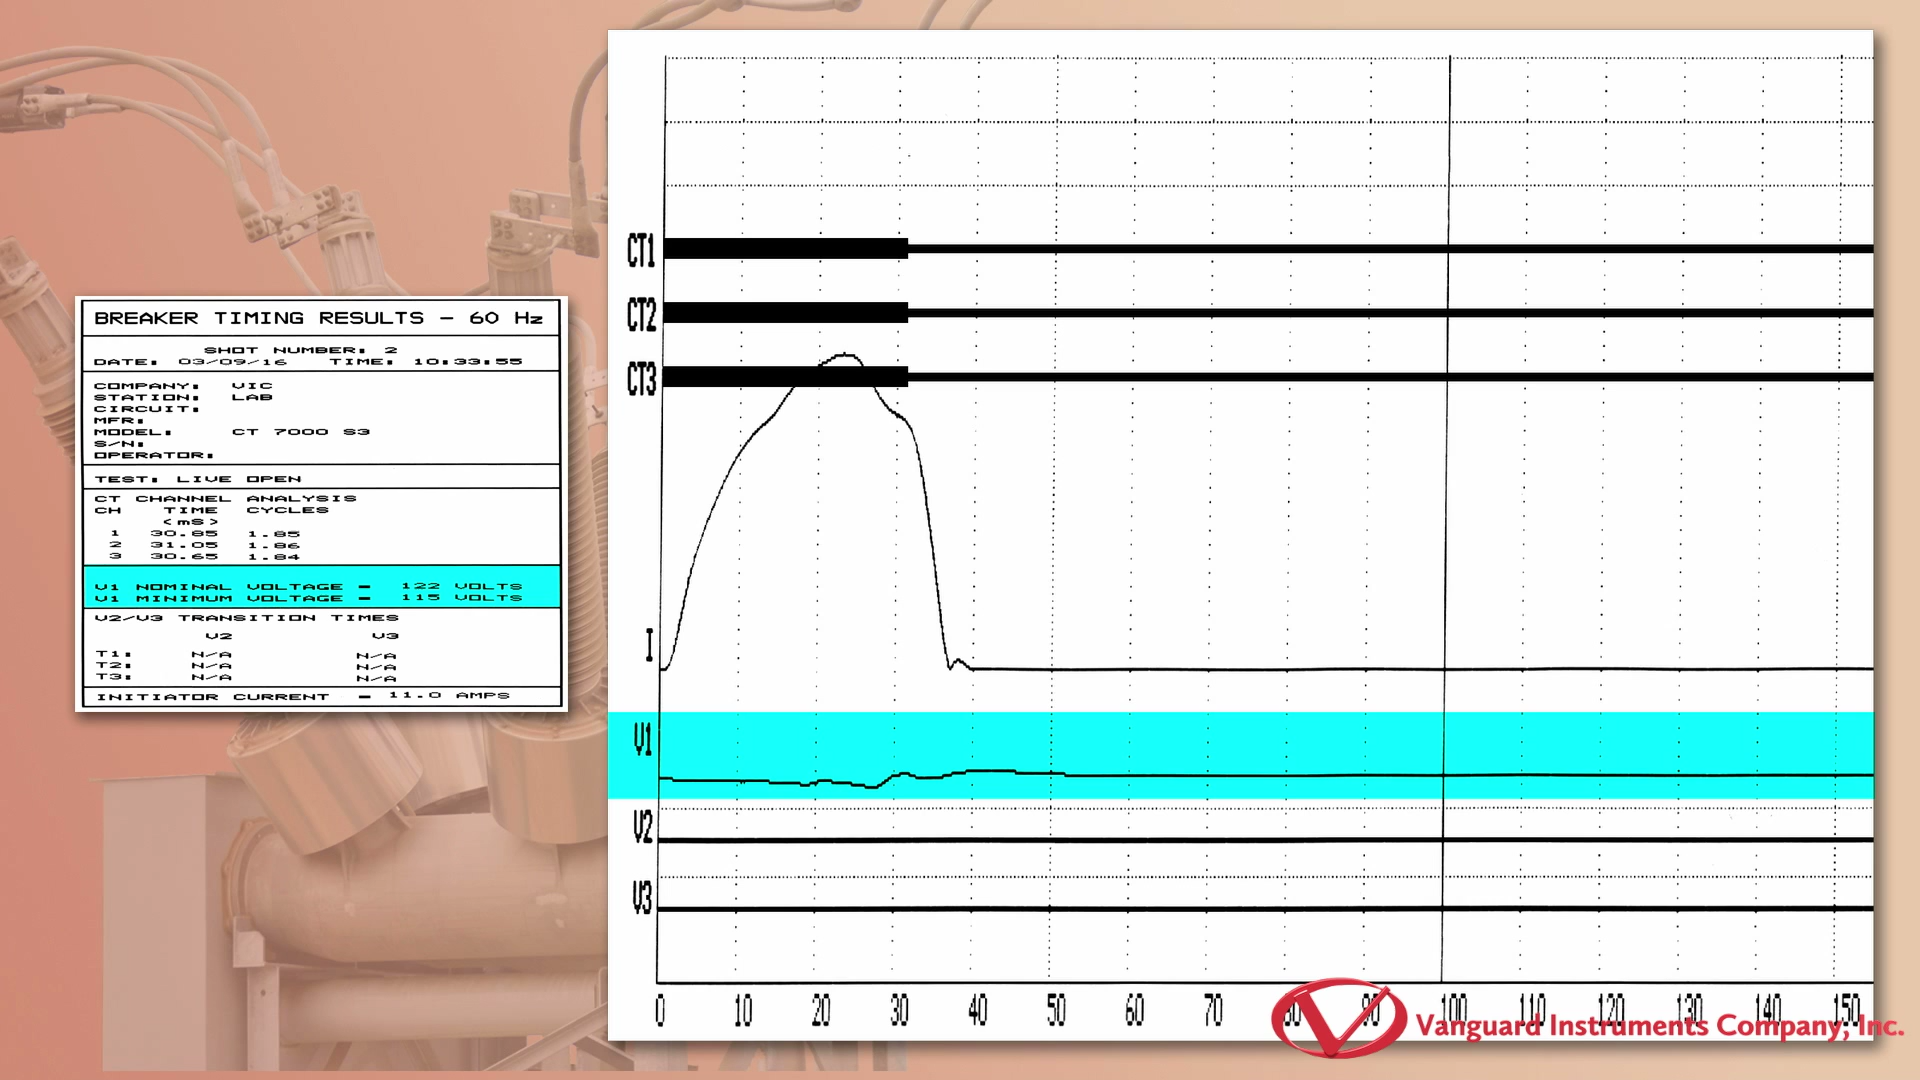 BREAKER TIMING RESULTS - 60 Hz
SHOT NUMBER: 2
DATE: 03/09/16 TIME: 10:33:55
COMPANY: VIC
STATION: LAB
CIRCUIT:
MFR:
MODEL: CT 7000 S3
S/N:
OPERATOR:
TEST: LIVE OPEN
CT CHANNEL ANALYSIS
CH TIME CYCLES
<mS>
1 30.85 1.85
2 31.05 1.86
3 30.65 1.84
V1 NOMINAL VOLTAGE = 122 VOLTS
V1 MINIMUM VOLTAGE = 115 VOLTS
V2/V3 TRANSITION TIMES
V2 V3
T1: N/A N/A
T2: N/A N/A
T3: N/A N/A
INITIATOR CURRENT = 11.0 AMPS
CT1
CT2
CT3
I
V1
V2
V3
0 10 20 30 40 50 60 70 80 90 100 110 120 130 140 150
Vanguard Instruments Company, Inc.